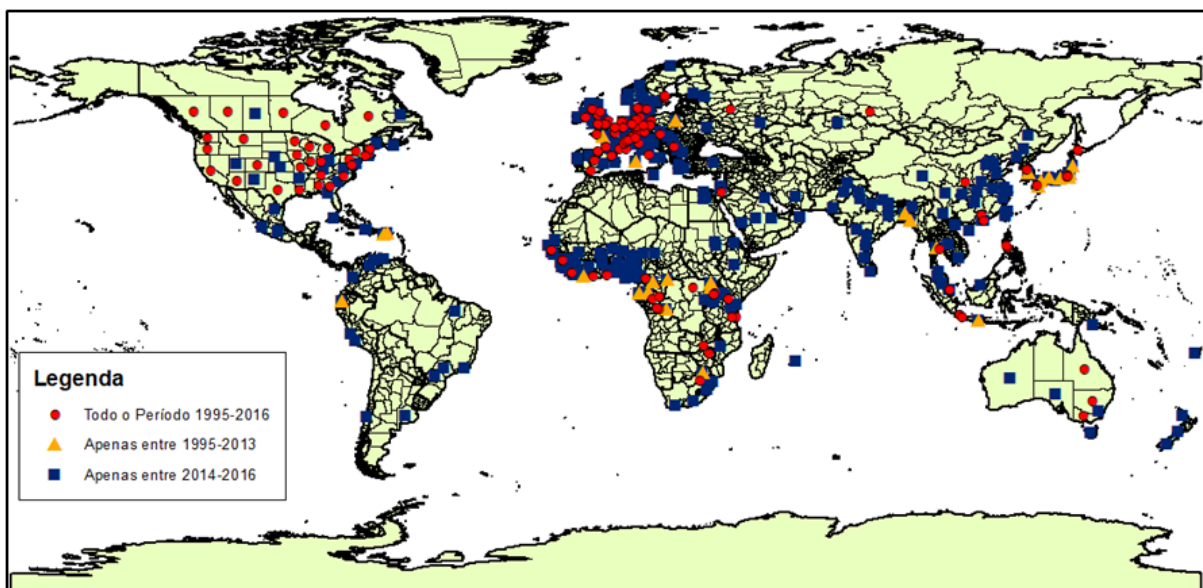 Legenda
Todo o Período 1995-2016
Apenas entre 1995-2013
Apenas entre 2014-2016